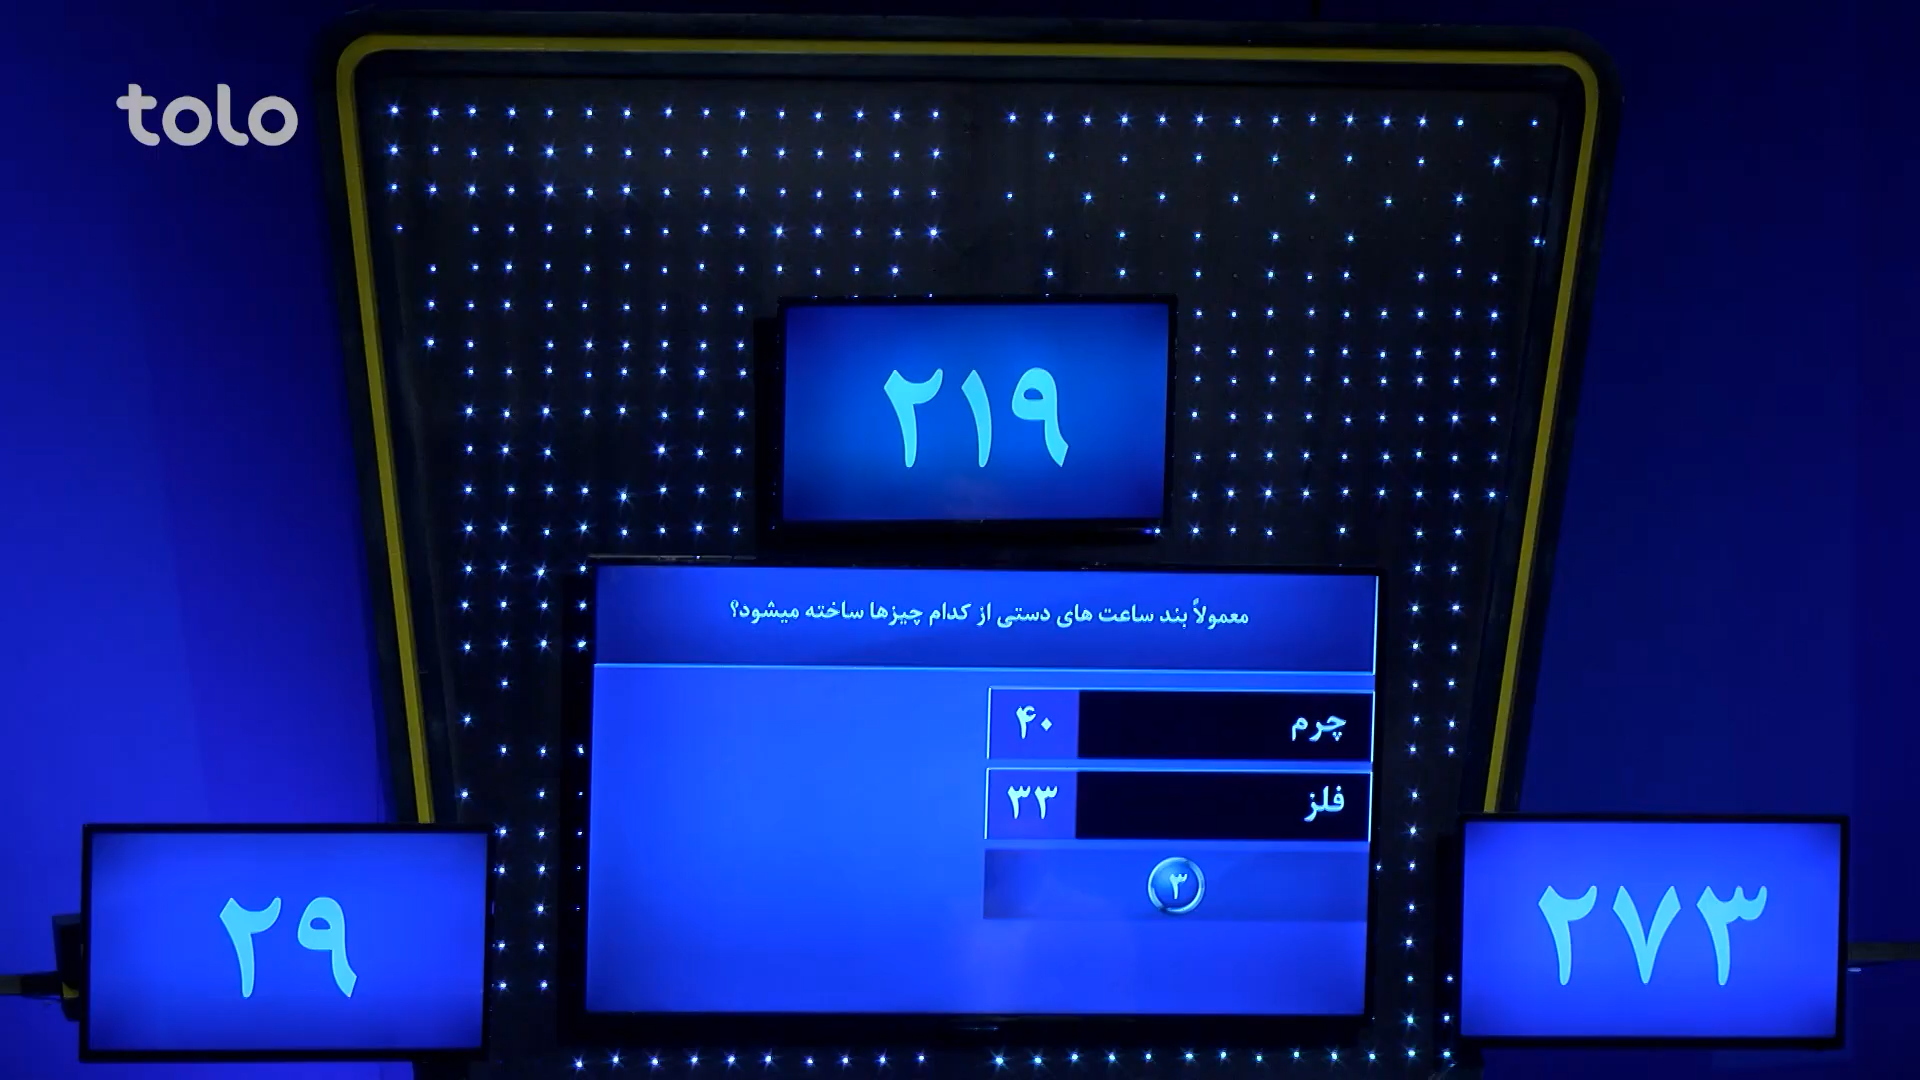 tolo
۲۱۹
معمولاً بند ساعت های دستی از کدام چیزها ساخته میشود؟
چرم ۴۰
فلز ۳۳
۳
۲۹
۲۷۳